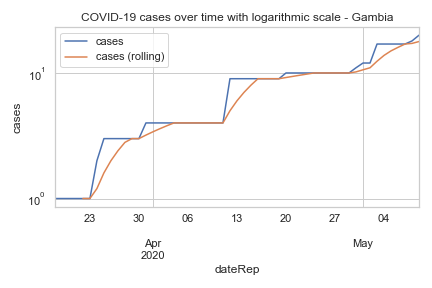 COVID-19 cases over time with logarithmic scale - Gambia
cases
cases (rolling)
10¹
10⁰
cases
23 30 06 13 20 27 04
Apr May
2020
dateRep